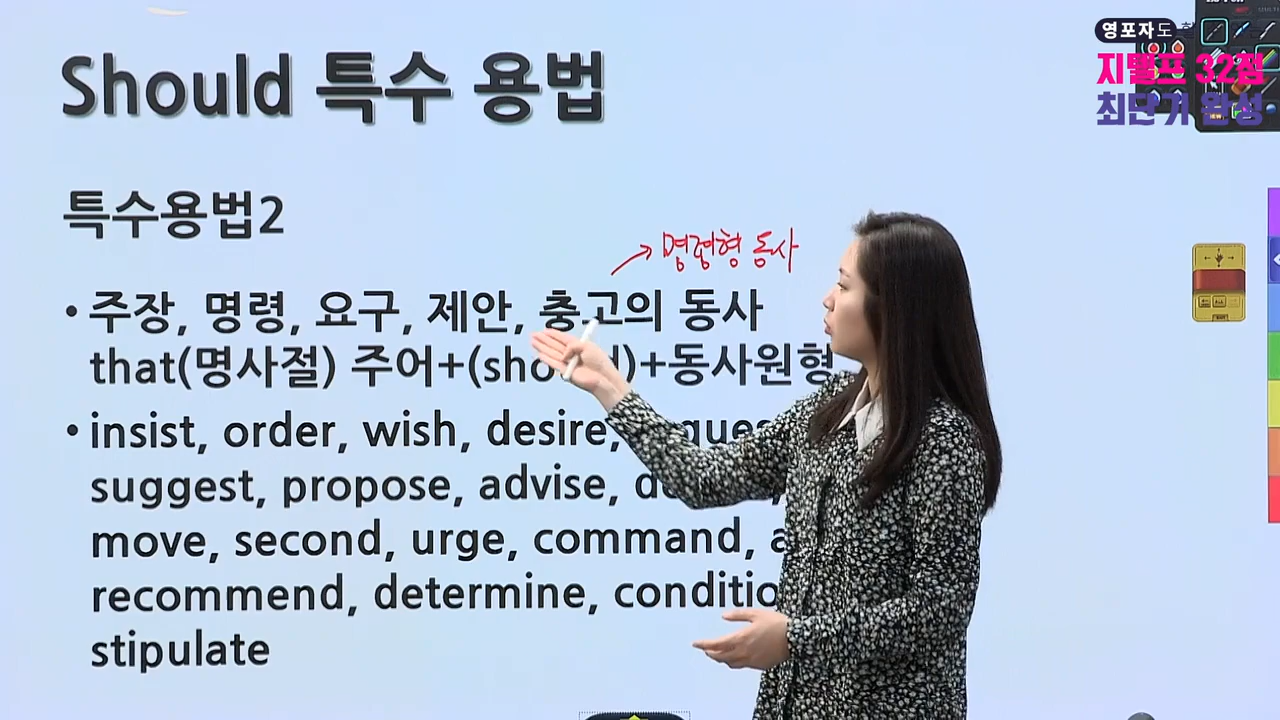 Should 특수 용법
영포자도
지텔프 32점
최단기 완성
특수용법2
→ 명령형 동사
• 주장, 명령, 요구, 제안, 충고의 동사
that(명사절) 주어+(should)+동사원형
• insist, order, wish, desire,
suggest, propose, advise,
move, second, urge, command,
recommend, determine,
stipulate